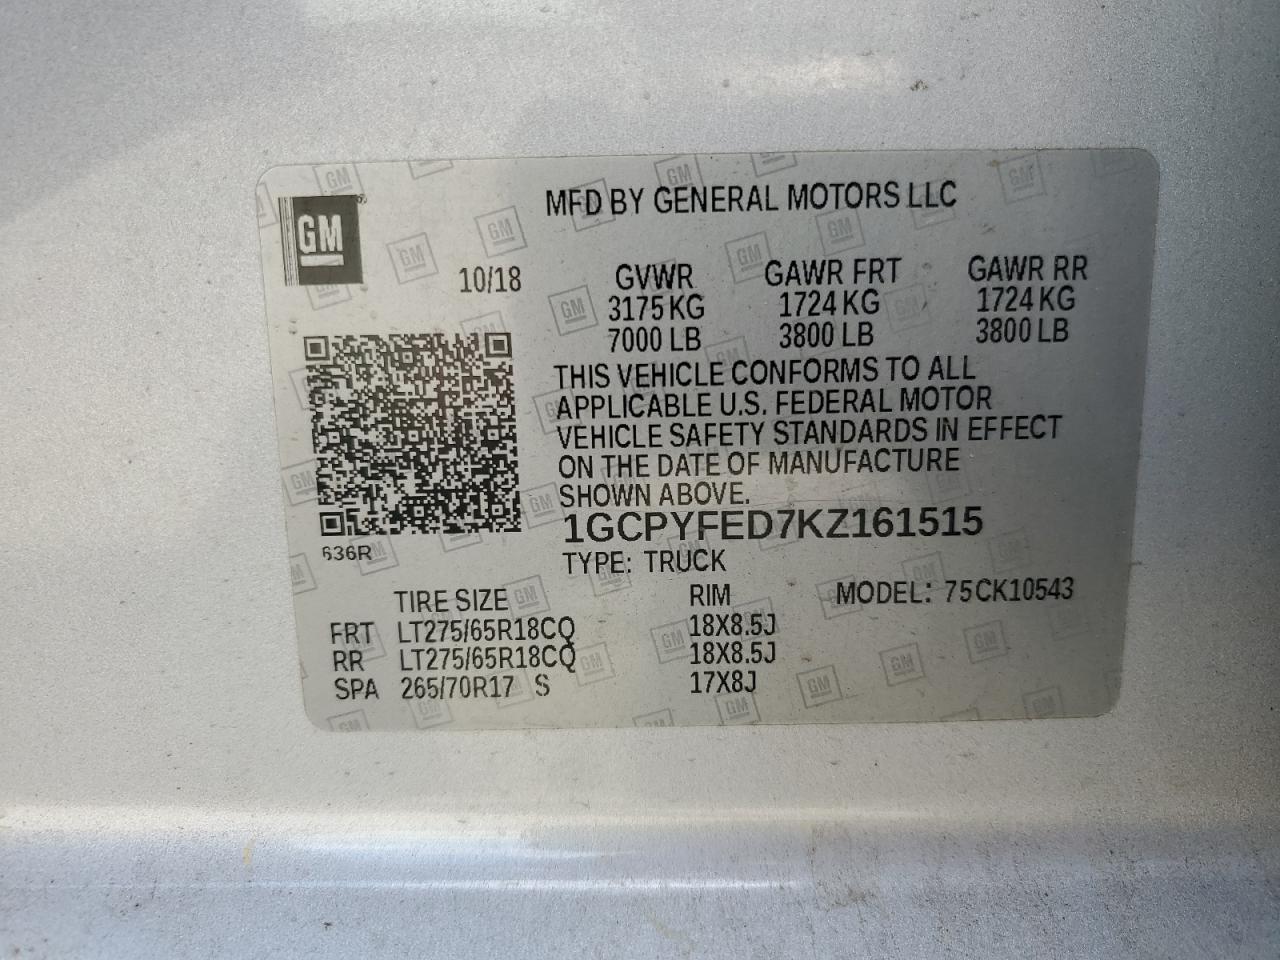 MFD BY GENERAL MOTORS LLC
GM
10/18 GVWR GAWR FRT GAWR RR
3175 KG 1724 KG 1724 KG
7000 LB 3800 LB 3800 LB
THIS VEHICLE CONFORMS TO ALL
APPLICABLE U.S. FEDERAL MOTOR
VEHICLE SAFETY STANDARDS IN EFFECT
ON THE DATE OF MANUFACTURE
SHOWN ABOVE.
1GCPYFED7KZ161515
636R
TYPE: TRUCK
TIRE SIZE RIM MODEL: 75CK10543
FRT LT275/65R18CQ 18X8.5J
RR LT275/65R18CQ 18X8.5J
SPA 265/70R17 S 17X8J